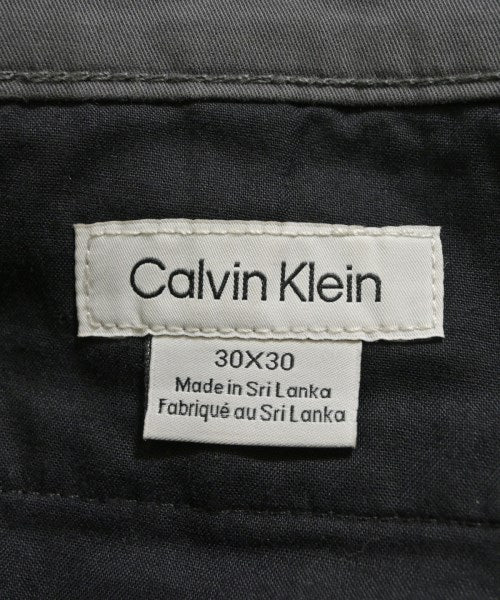 Calvin Klein
30X30
Made in Sri Lanka
Fabriqué au Sri Lanka